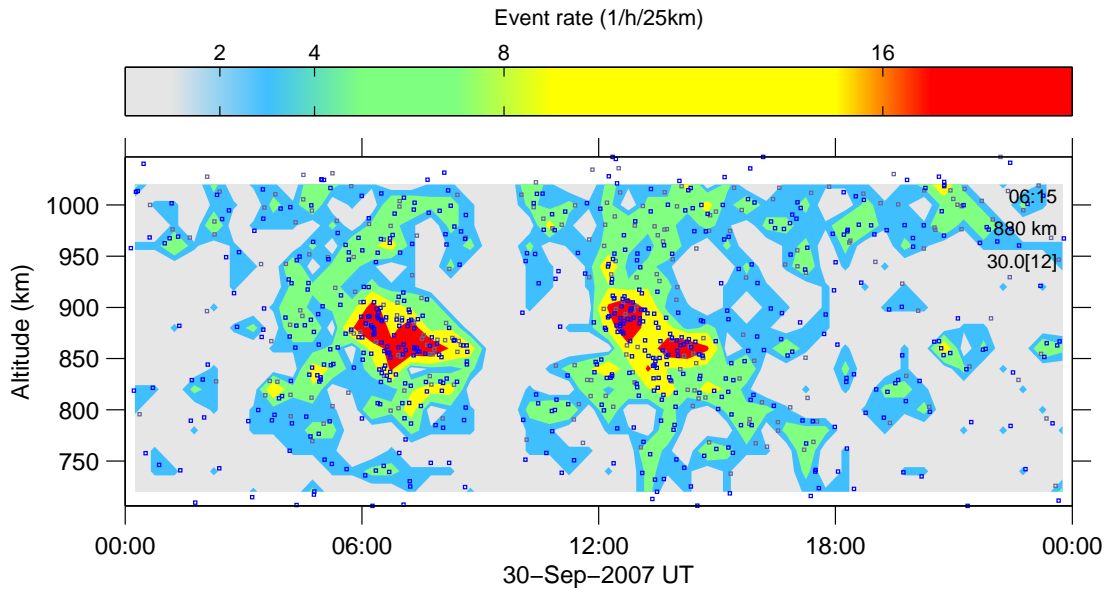 Event rate (1/h/25km)
2 4 8 16
1000
950
900
850
800
750
Altitude (km)
06:15
880 km
30.0[12]
00:00 06:00 12:00 18:00 00:00
30−Sep−2007 UT